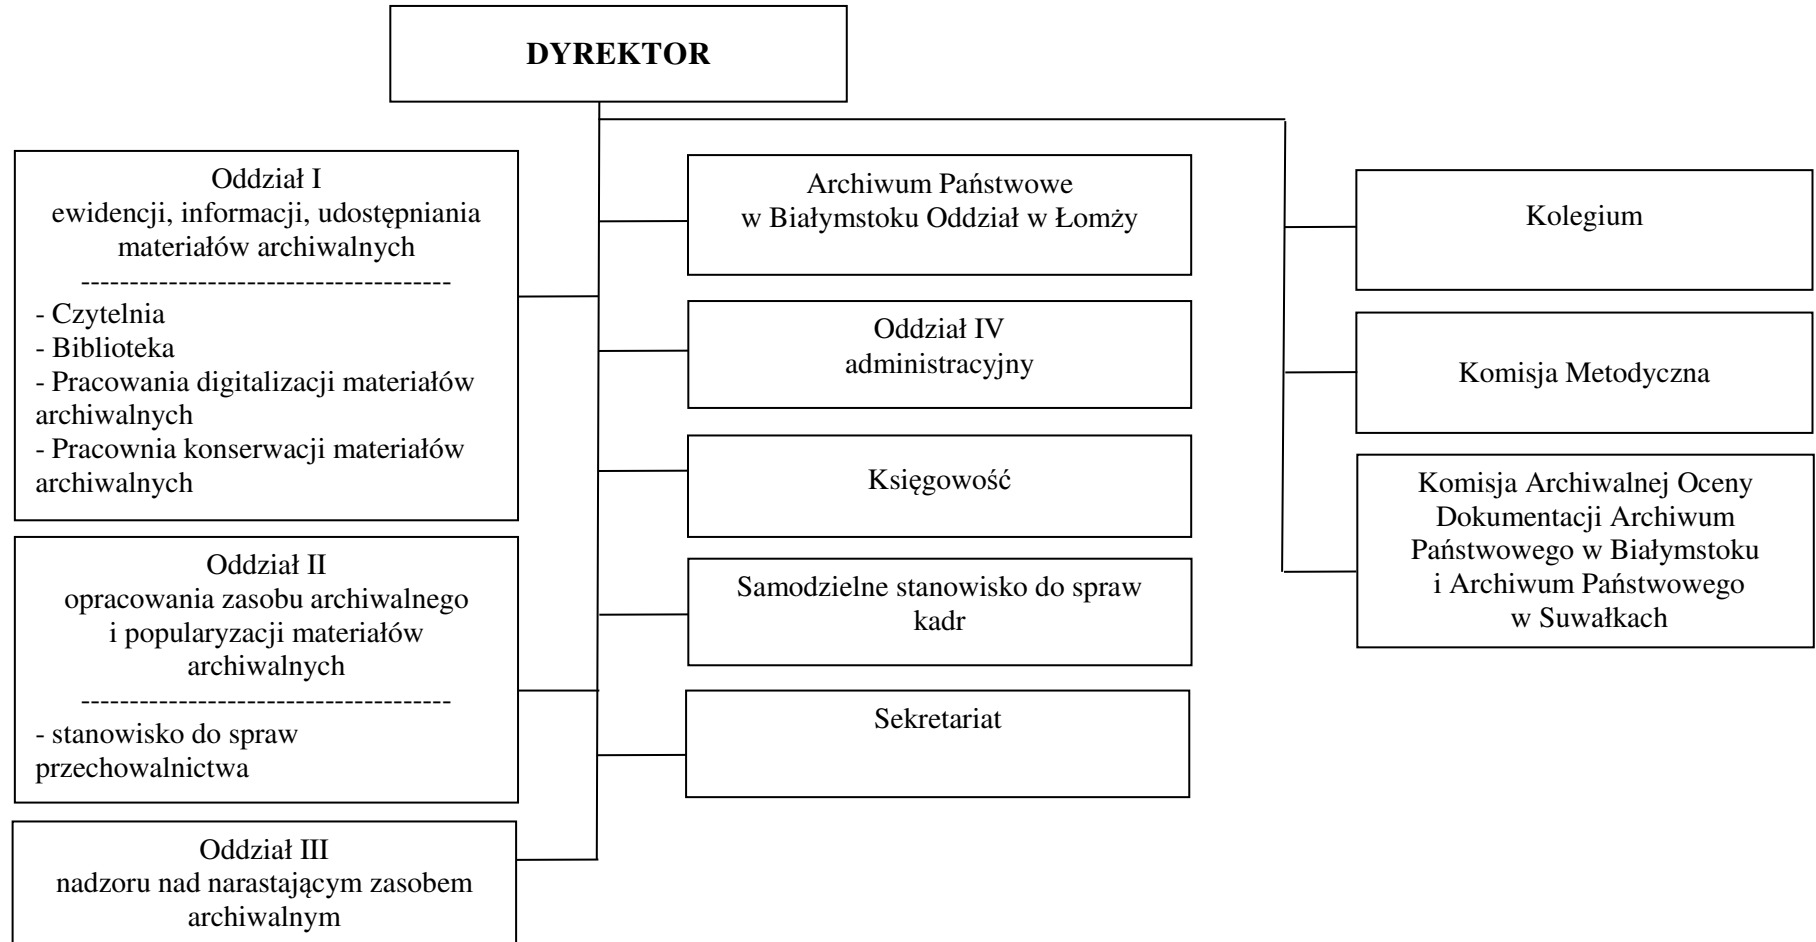 DYREKTOR
Oddział I
ewidencji, informacji, udostępniania
materiałów archiwalnych
--------------------------------------
- Czytelnia
- Biblioteka
- Pracowania digitalizacji materiałów
archiwalnych
- Pracownia konserwacji materiałów
archiwalnych
Oddział II
opracowania zasobu archiwalnego
i popularyzacji materiałów
archiwalnych
--------------------------------------
- stanowisko do spraw
przechowalnictwa
Oddział III
nadzoru nad narastającym zasobem
archiwalnym
Archiwum Państwowe
w Białymstoku Oddział w Łomży
Oddział IV
administracyjny
Księgowość
Samodzielne stanowisko do spraw
kadr
Sekretariat
Kolegium
Komisja Metodyczna
Komisja Archiwalnej Oceny
Dokumentacji Archiwum
Państwowego w Białymstoku
i Archiwum Państwowego
w Suwałkach